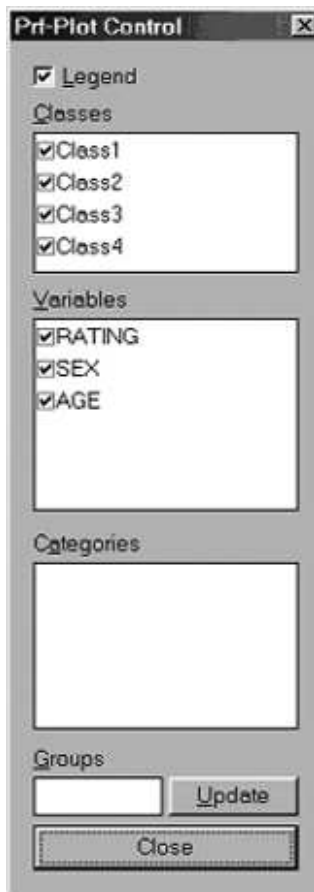 Prf-Plot Control
Legend
Classes
Class1
Class2
Class3
Class4
Variables
RATING
SEX
AGE
Categories
Groups
Update
Close